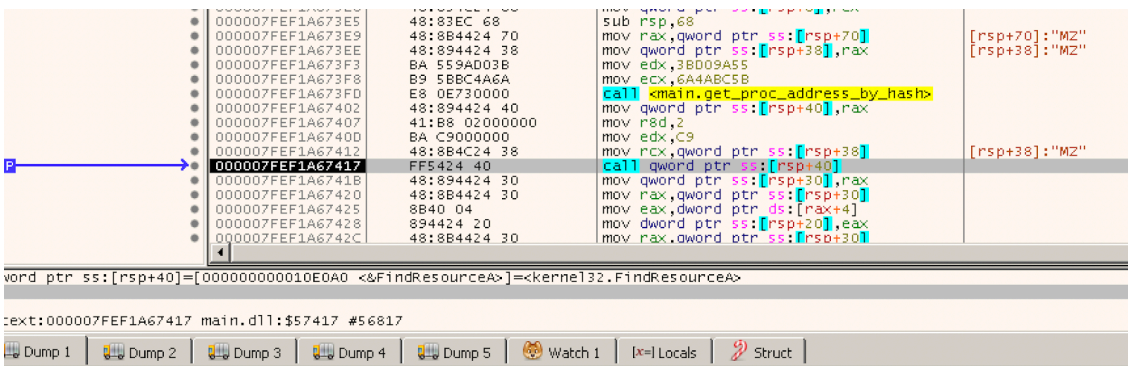 000007FEF1A673E5 48:83EC 68 sub rsp,68
000007FEF1A673E9 48:8B4424 70 mov rax,qword ptr ss:[rsp+70] [rsp+70]:"MZ"
000007FEF1A673EE 48:894424 38 mov qword ptr ss:[rsp+38],rax [rsp+38]:"MZ"
000007FEF1A673F3 BA 559AD03B mov edx,3BD09A55
000007FEF1A673F8 B9 5BBC4A6A mov ecx,6A4ABC5B
000007FEF1A673FD E8 0E730000 call <main.get_proc_address_by_hash>
000007FEF1A67402 48:894424 40 mov qword ptr ss:[rsp+40],rax
000007FEF1A67407 41:B8 02000000 mov r8d,2
000007FEF1A6740D BA C9000000 mov edx,C9
000007FEF1A67412 48:8B4C24 38 mov rcx,qword ptr ss:[rsp+38] [rsp+38]:"MZ"
P 000007FEF1A67417 FF5424 40 call qword ptr ss:[rsp+40]
000007FEF1A6741B 48:894424 30 mov qword ptr ss:[rsp+30],rax
000007FEF1A67420 48:8B4424 30 mov rax,qword ptr ss:[rsp+30]
000007FEF1A67425 8B40 04 mov eax,dword ptr ds:[rax+4]
000007FEF1A67428 894424 20 mov dword ptr ss:[rsp+20],eax
000007FEF1A6742C 48:8B4424 30 mov rax,qword ptr ss:[rsp+30]
word ptr ss:[rsp+40]=[000000000010E0A0 <&FindResourceA>]=<kernel32.FindResourceA>
text:000007FEF1A67417 main.dll:$57417 #56817
Dump 1 Dump 2 Dump 3 Dump 4 Dump 5 Watch 1 [x=] Locals Struct